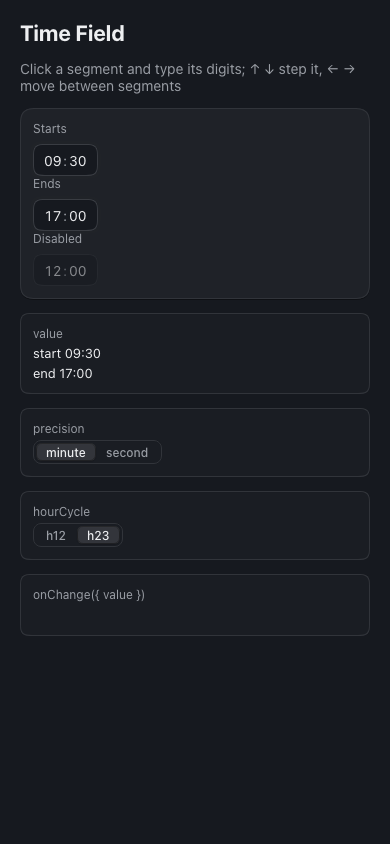 Time Field
Click a segment and type its digits; ↑ ↓ step it, ← →
move between segments
Starts
09:30
Ends
17:00
Disabled
12:00
value
start 09:30
end 17:00
precision
minute second
hourCycle
h12 h23
onChange({ value })